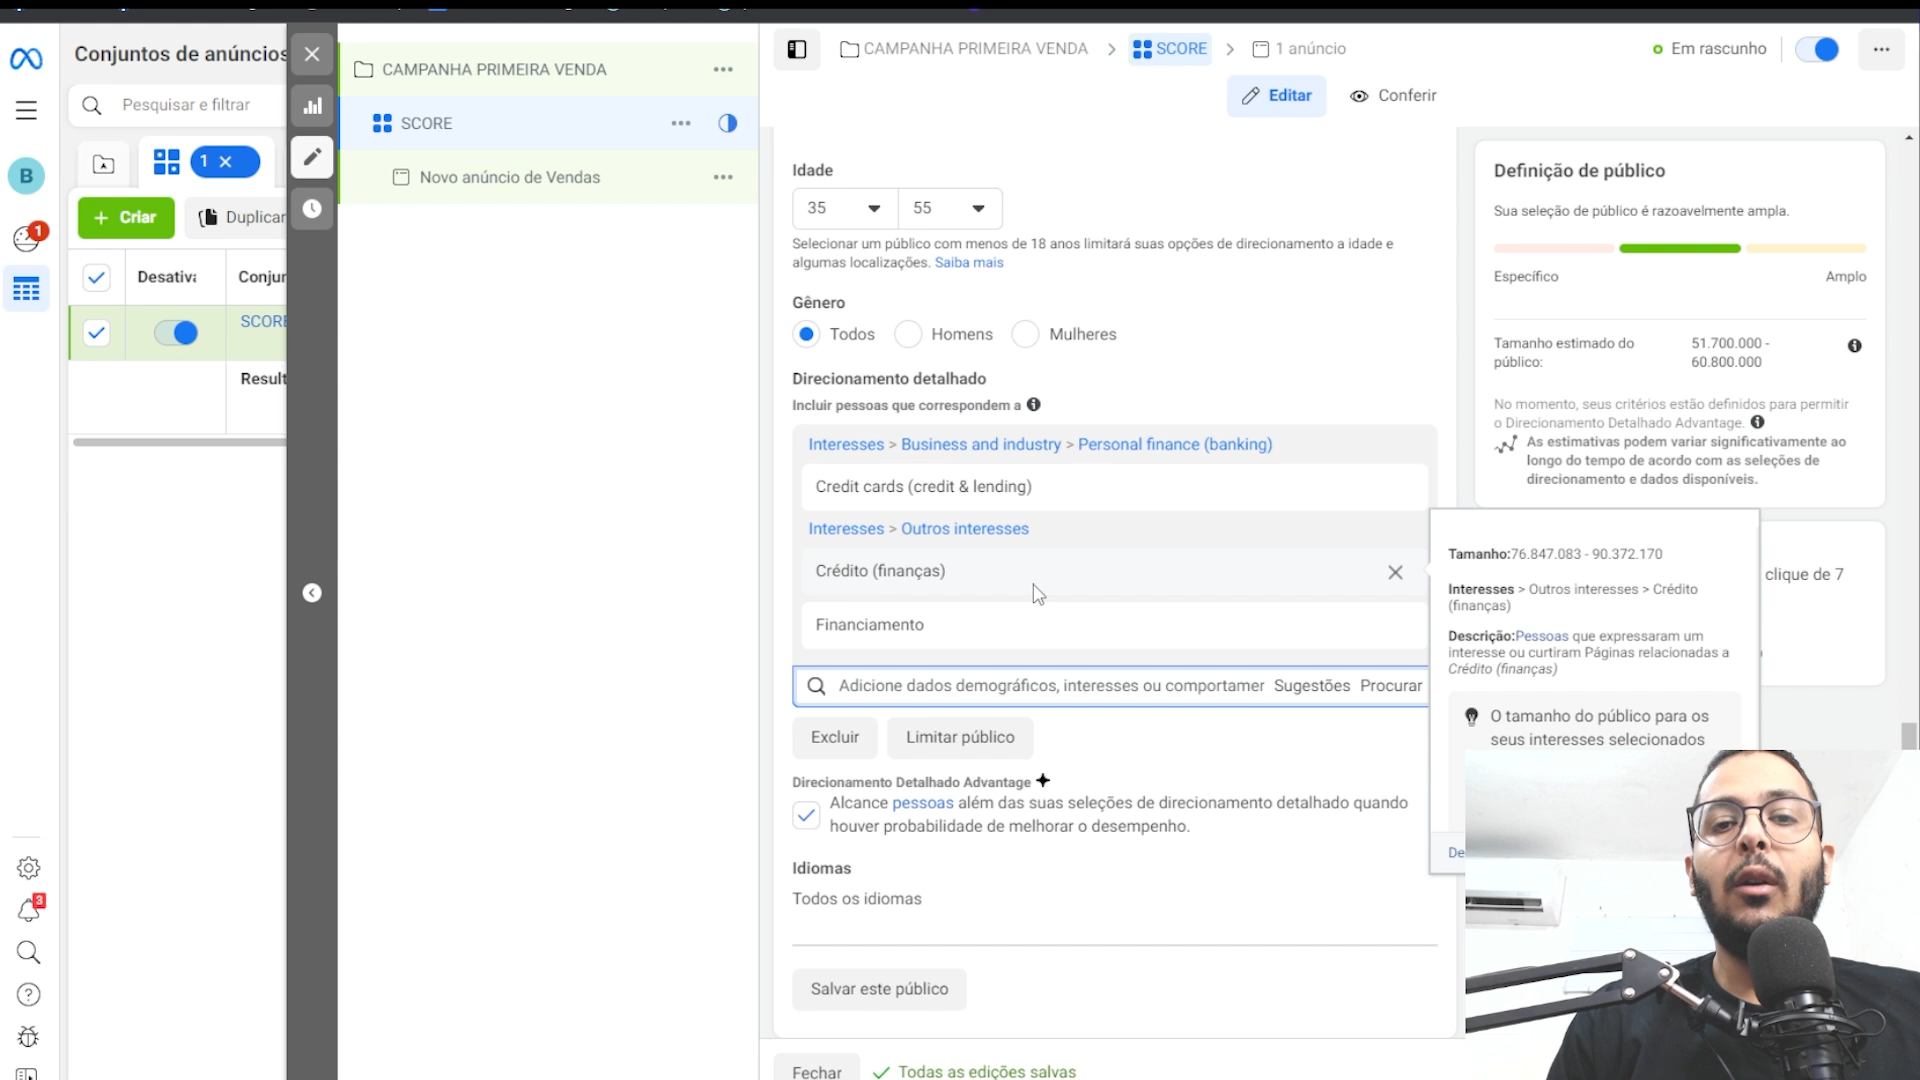 Conjuntos de anúncios
Pesquisar e filtrar
B
1
1
Criar
Duplicar
Desativa
Conjun
SCORE
Result
3
CAMPANHA PRIMEIRA VENDA
SCORE
Novo anúncio de Vendas
CAMPANHA PRIMEIRA VENDA > SCORE > 1 anúncio
Em rascunho
Editar
Conferir
Idade
35
55
Selecionar um público com menos de 18 anos limitará suas opções de direcionamento a idade e
algumas localizações. Saiba mais
Gênero
Todos
Homens
Mulheres
Direcionamento detalhado
Incluir pessoas que correspondem a
Interesses > Business and industry > Personal finance (banking)
Credit cards (credit & lending)
Interesses > Outros interesses
Crédito (finanças)
Financiamento
Adicione dados demográficos, interesses ou comportamer Sugestões Procurar
Excluir
Limitar público
Direcionamento Detalhado Advantage
Alcance pessoas além das suas seleções de direcionamento detalhado quando
houver probabilidade de melhorar o desempenho.
Idiomas
Todos os idiomas
Salvar este público
Fechar
Todas as edições salvas
Definição de público
Sua seleção de público é razoavelmente ampla.
Específico
Amplo
Tamanho estimado do
público:
51.700.000 -
60.800.000
No momento, seus critérios estão definidos para permitir
o Direcionamento Detalhado Advantage.
As estimativas podem variar significativamente ao
longo do tempo de acordo com as seleções de
direcionamento e dados disponíveis.
clique de 7
Tamanho:76.847.083 - 90.372.170
Interesses > Outros interesses > Crédito
(finanças)
Descrição:Pessoas que expressaram um
interesse ou curtiram Páginas relacionadas a
Crédito (finanças)
O tamanho do público para os
seus interesses selecionados
De